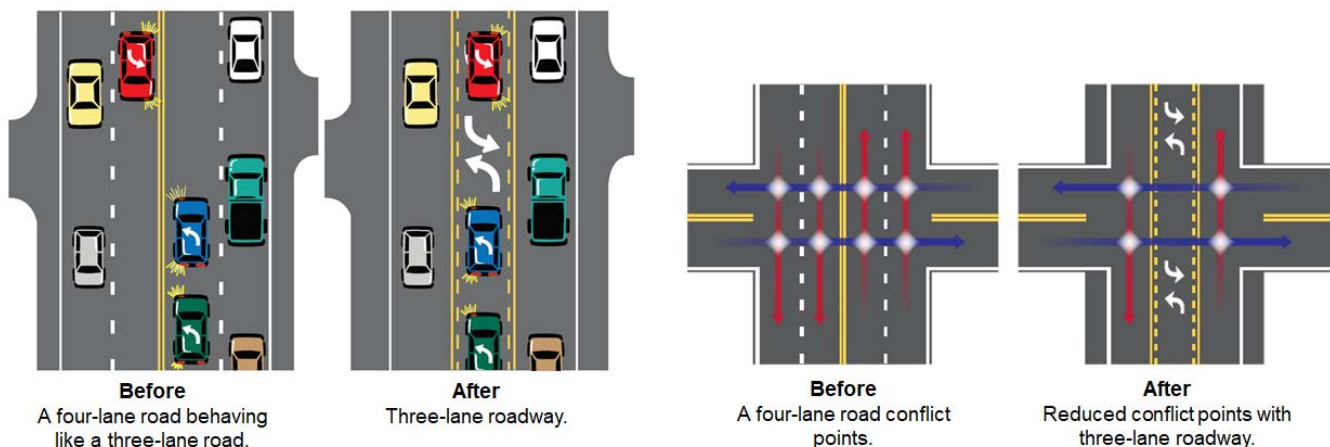 Before
A four-lane road behaving
like a three-lane road.
After
Three-lane roadway.
Before
A four-lane road conflict
points.
After
Reduced conflict points with
three-lane roadway.